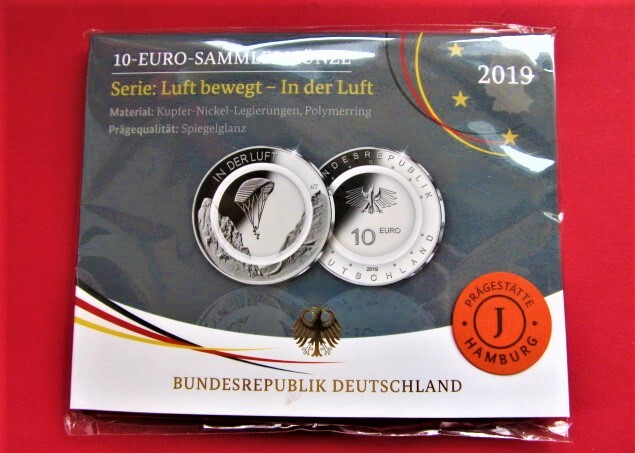 10-EURO-SAMMLERMÜNZE
2019
Serie: Luft bewegt – In der Luft
Material: Kupfer-Nickel-Legierungen, Polymerring
Prägequalität: Spiegelglanz
IN DER LUFT
BUNDESREPUBLIK
10 EURO
2019
DEUTSCHLAND
PRÄGESTÄTTE
J
HAMBURG
BUNDESREPUBLIK DEUTSCHLAND